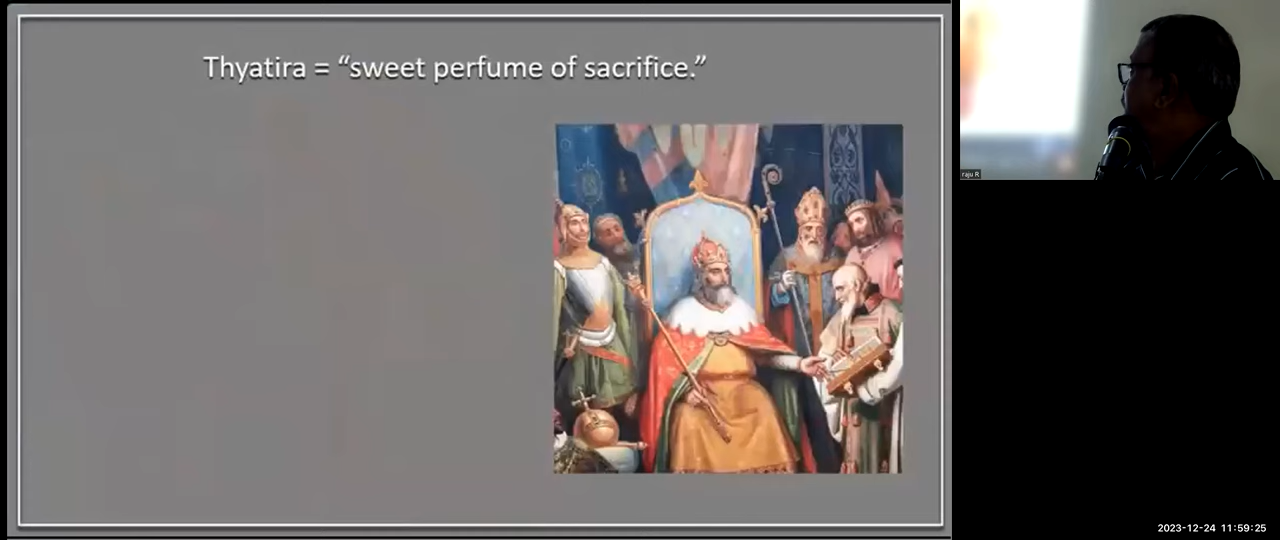 Thyatira = “sweet perfume of sacrifice.”
raju R
2023-12-24 11:59:25